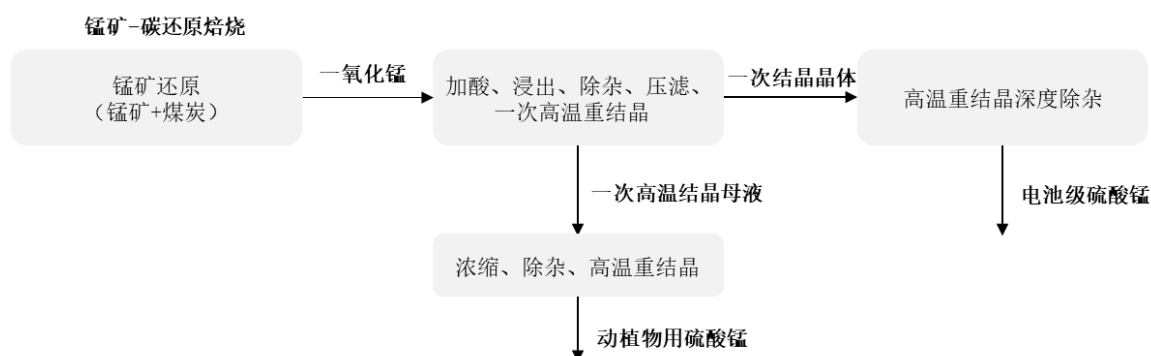 锰矿-碳还原焙烧
锰矿还原
（锰矿+煤炭）
一氧化锰
加酸、浸出、除杂、压滤、
一次高温重结晶
一次结晶晶体
高温重结晶深度除杂
一次高温结晶母液
电池级硫酸锰
浓缩、除杂、高温重结晶
动植物用硫酸锰